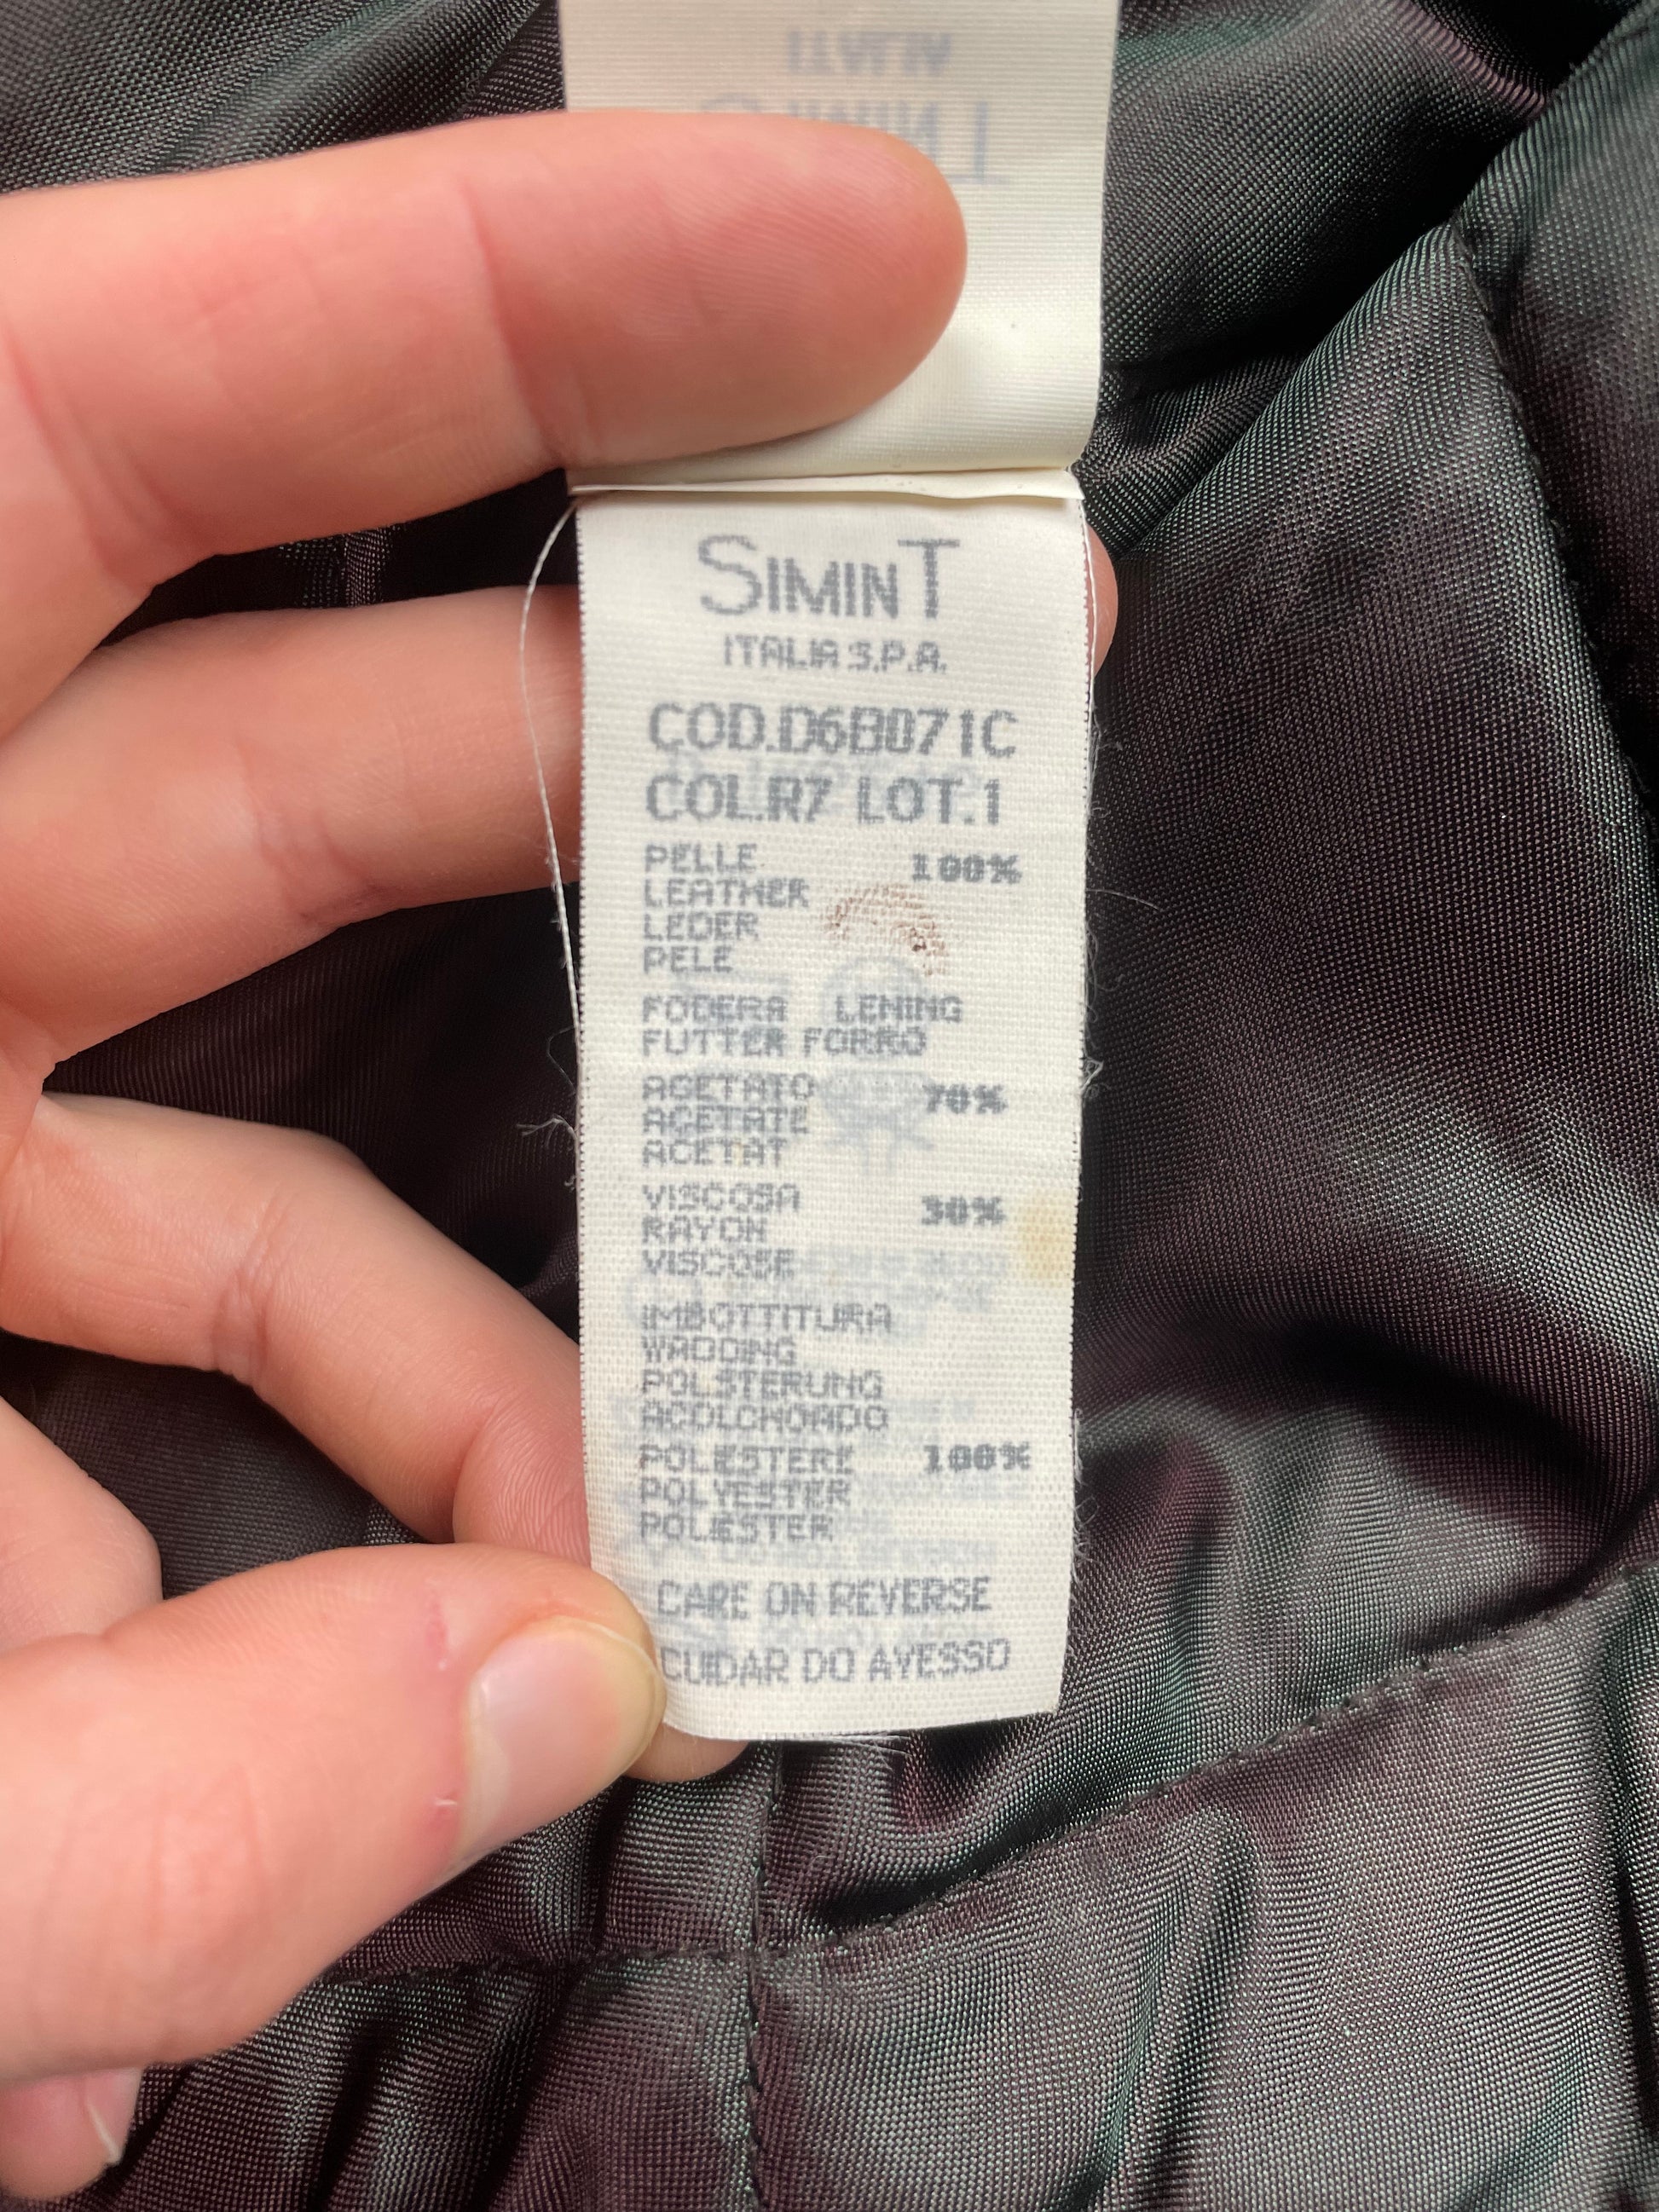 SIMINT
ITALIA S.P.A.
COD.D6B071C
COL.R7 LOT.1
PELLE 100%
LEATHER
LEDER
PELE
FODERA LENING
FUTTER FORRO
ACETATO 70%
ACETATE
ACETAT
VISCOSA 30%
RAYON
VISCOSE
IMBOTTITURA
WADDING
POLSTERUNG
ACOLCHOADO
POLIESTERE 100%
POLYESTER
POLIESTER
CARE ON REVERSE
CUIDAR DO AVESSO